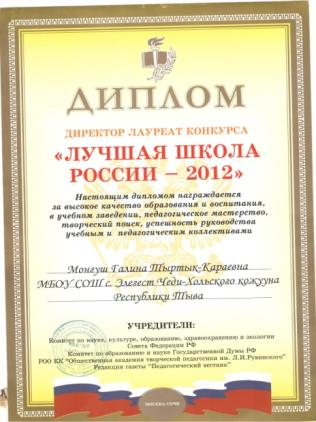 ДИПЛОМ
ДИРЕКТОР ЛАУРЕАТ КОНКУРСА
«ЛУЧШАЯ ШКОЛА
РОССИИ – 2012»
Настоящим дипломом награждается
за высокое качество образования и воспитания,
в учебном заведении, педагогическое мастерство,
творческий поиск, успешность руководства
учебным и педагогическим коллективами
Монгуш Галина Тыртык-Караевна
МБОУ СОШ с. Элегест Чеди-Хольского кожууна
Республики Тыва
УЧРЕДИТЕЛИ:
Комитет по науке, культуре, образованию, здравоохранению и экологии
Совета Федерации РФ
Комитет по образованию и науке Государственной Думы РФ
РОО КК "Общественная академия творческой педагогики им. Л.И.Рувинского"
Редакция газеты "Педагогический вестник"
МОСКВА-СОЧИ